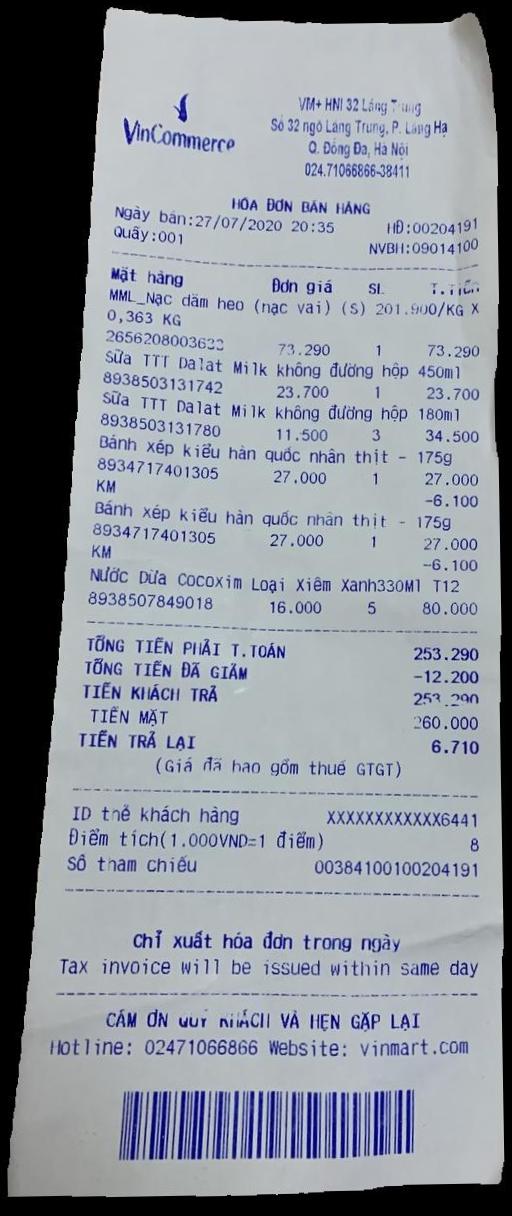 VinCommerce
VM+ HNI 32 Láng Trung
Số 32 ngõ Láng Trung, P. Láng Hạ
Q. Đống Đa, Hà Nội
024.71066866-38411
HÓA ĐƠN BÁN HÀNG
Ngày bán:27/07/2020 20:35 HĐ:00204191
Quầy:001 NVBH:09014100
Mặt hàng Đơn giá SL T.Tiền
MML_Nạc dăm heo (nạc vai) (S) 201.900/KG X
0,363 KG
2656208003633 73.290 1 73.290
Sữa TTT Dalat Milk không đường hộp 450ml
8938503131742 23.700 1 23.700
Sữa TTT Dalat Milk không đường hộp 180ml
8938503131780 11.500 3 34.500
Bánh xép kiểu hàn quốc nhân thịt - 175g
8934717401305 27.000 1 27.000
KM -6.100
Bánh xép kiểu hàn quốc nhân thịt - 175g
8934717401305 27.000 1 27.000
KM -6.100
Nước Dừa Cocoxim Loại Xiêm Xanh330Ml T12
8938507849018 16.000 5 80.000
TỔNG TIỀN PHẢI T.TOÁN 253.290
TỔNG TIỀN ĐÃ GIẢM -12.200
TIỀN KHÁCH TRẢ 253.290
TIỀN MẶT 260.000
TIỀN TRẢ LẠI 6.710
(Giá đã bao gồm thuế GTGT)
ID thẻ khách hàng XXXXXXXXXXXX6441
Điểm tích(1.000VND=1 điểm) 8
Số tham chiếu 00384100100204191
Chỉ xuất hóa đơn trong ngày
Tax invoice will be issued within same day
CẢM ƠN QUÝ KHÁCH VÀ HẸN GẶP LẠI
Hotline: 02471066866 Website: vinmart.com